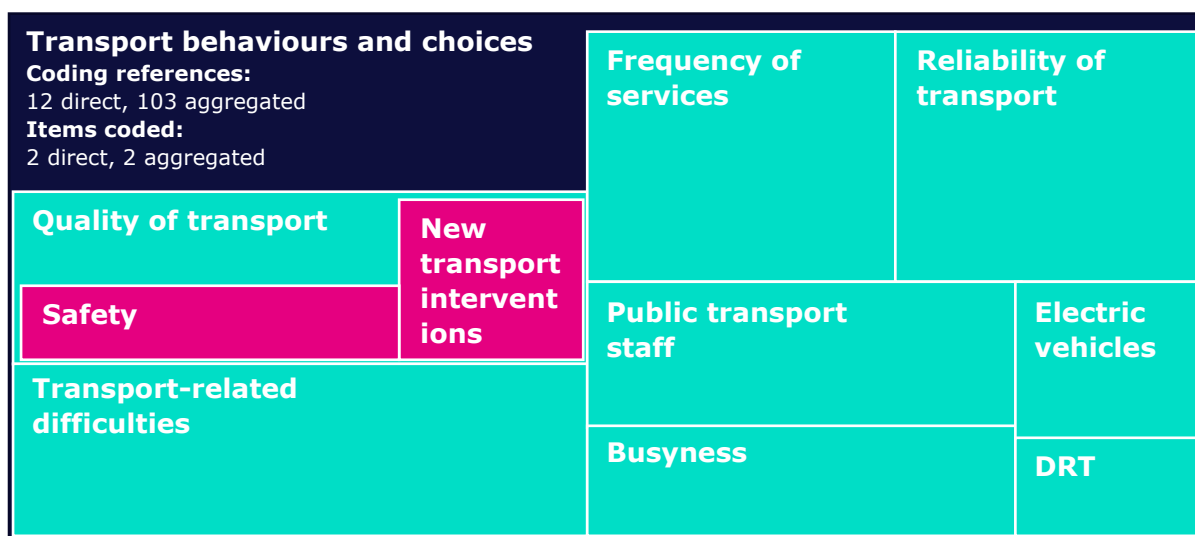 Transport behaviours and choices
Coding references:
12 direct, 103 aggregated
Items coded:
2 direct, 2 aggregated
Quality of transport
Safety
New
transport
intervent
ions
Transport-related
difficulties
Frequency of
services
Reliability of
transport
Public transport
staff
Electric
vehicles
Busyness
DRT